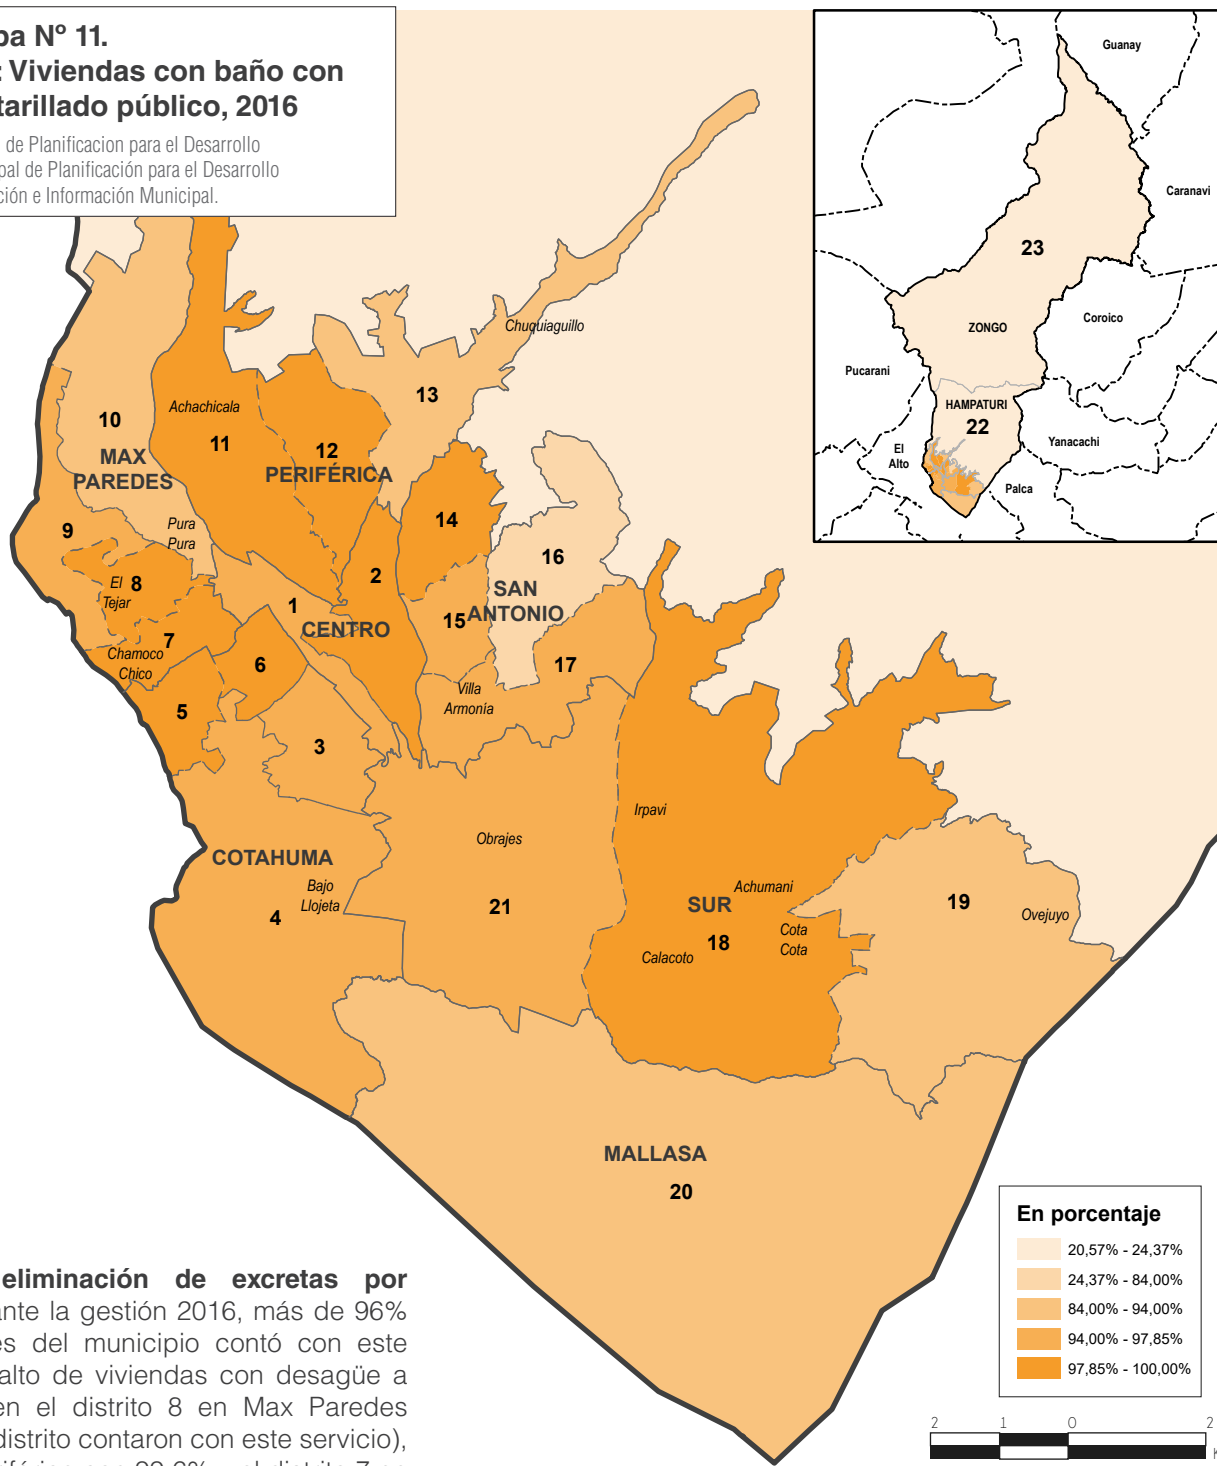 pa Nº 11.
: Viviendas con baño con
tarillado público, 2016
de Planificacion para el Desarrollo
pal de Planificación para el Desarrollo
ción e Información Municipal.
Guanay
Caranavi
23
Coroico
ZONGO
Pucarani
HAMPATURI
22
Yanacachi
El
Alto
Palca
Chuquiaguillo
13
Achachicala
10
11
12
MAX
PAREDES
PERIFÉRICA
14
9
Pura
Pura
16
2
El
Tejar
8
SAN
ANTONIO
1
15
CENTRO
7
Chamoco
Chico
6
17
Villa
Armonía
5
3
Irpavi
Obrajes
COTAHUMA
Bajo
Llojeta
4
21
Achumani
SUR
18
Calacoto
Cota
Cota
19
Ovejuyo
MALLASA
20
En porcentaje
20,57% - 24,37%
24,37% - 84,00%
84,00% - 94,00%
94,00% - 97,85%
97,85% - 100,00%
2 1 0 2
K
eliminación de excretas por
ante la gestión 2016, más de 96%
es del municipio contó con este
alto de viviendas con desagüe a
en el distrito 8 en Max Paredes
distrito contaron con este servicio),